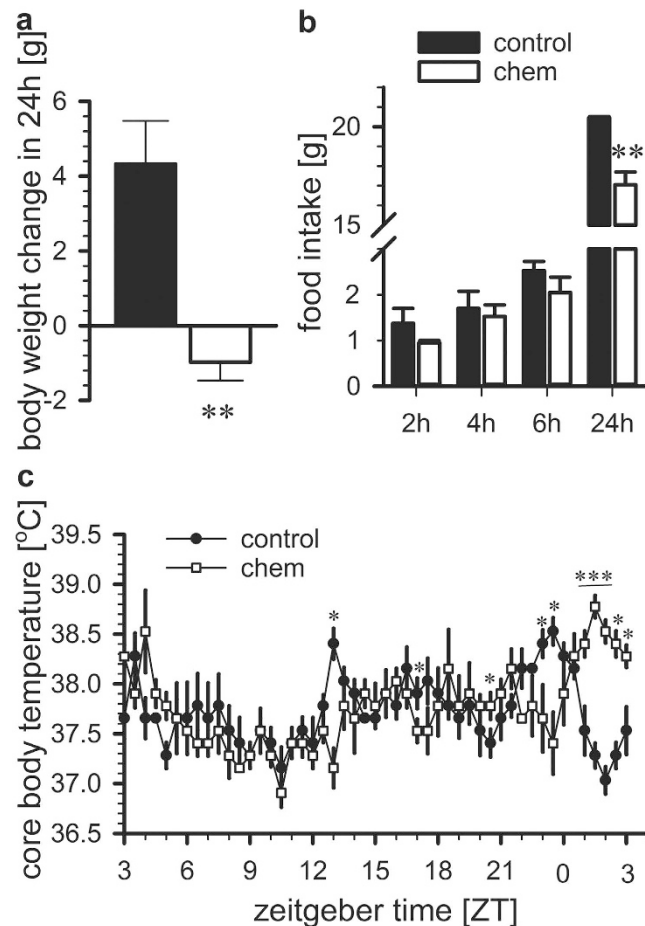 a
body weight change in 24h [g]
6
4
2
0
-2
**
b
control
chem
food intake [g]
20
15
2
1
0
**
2h 4h 6h 24h
c
control
chem
core body temperature [°C]
39.5
39.0
38.5
38.0
37.5
37.0
36.5
* * * * * *** * *
3 6 9 12 15 18 21 0 3
zeitgeber time [ZT]